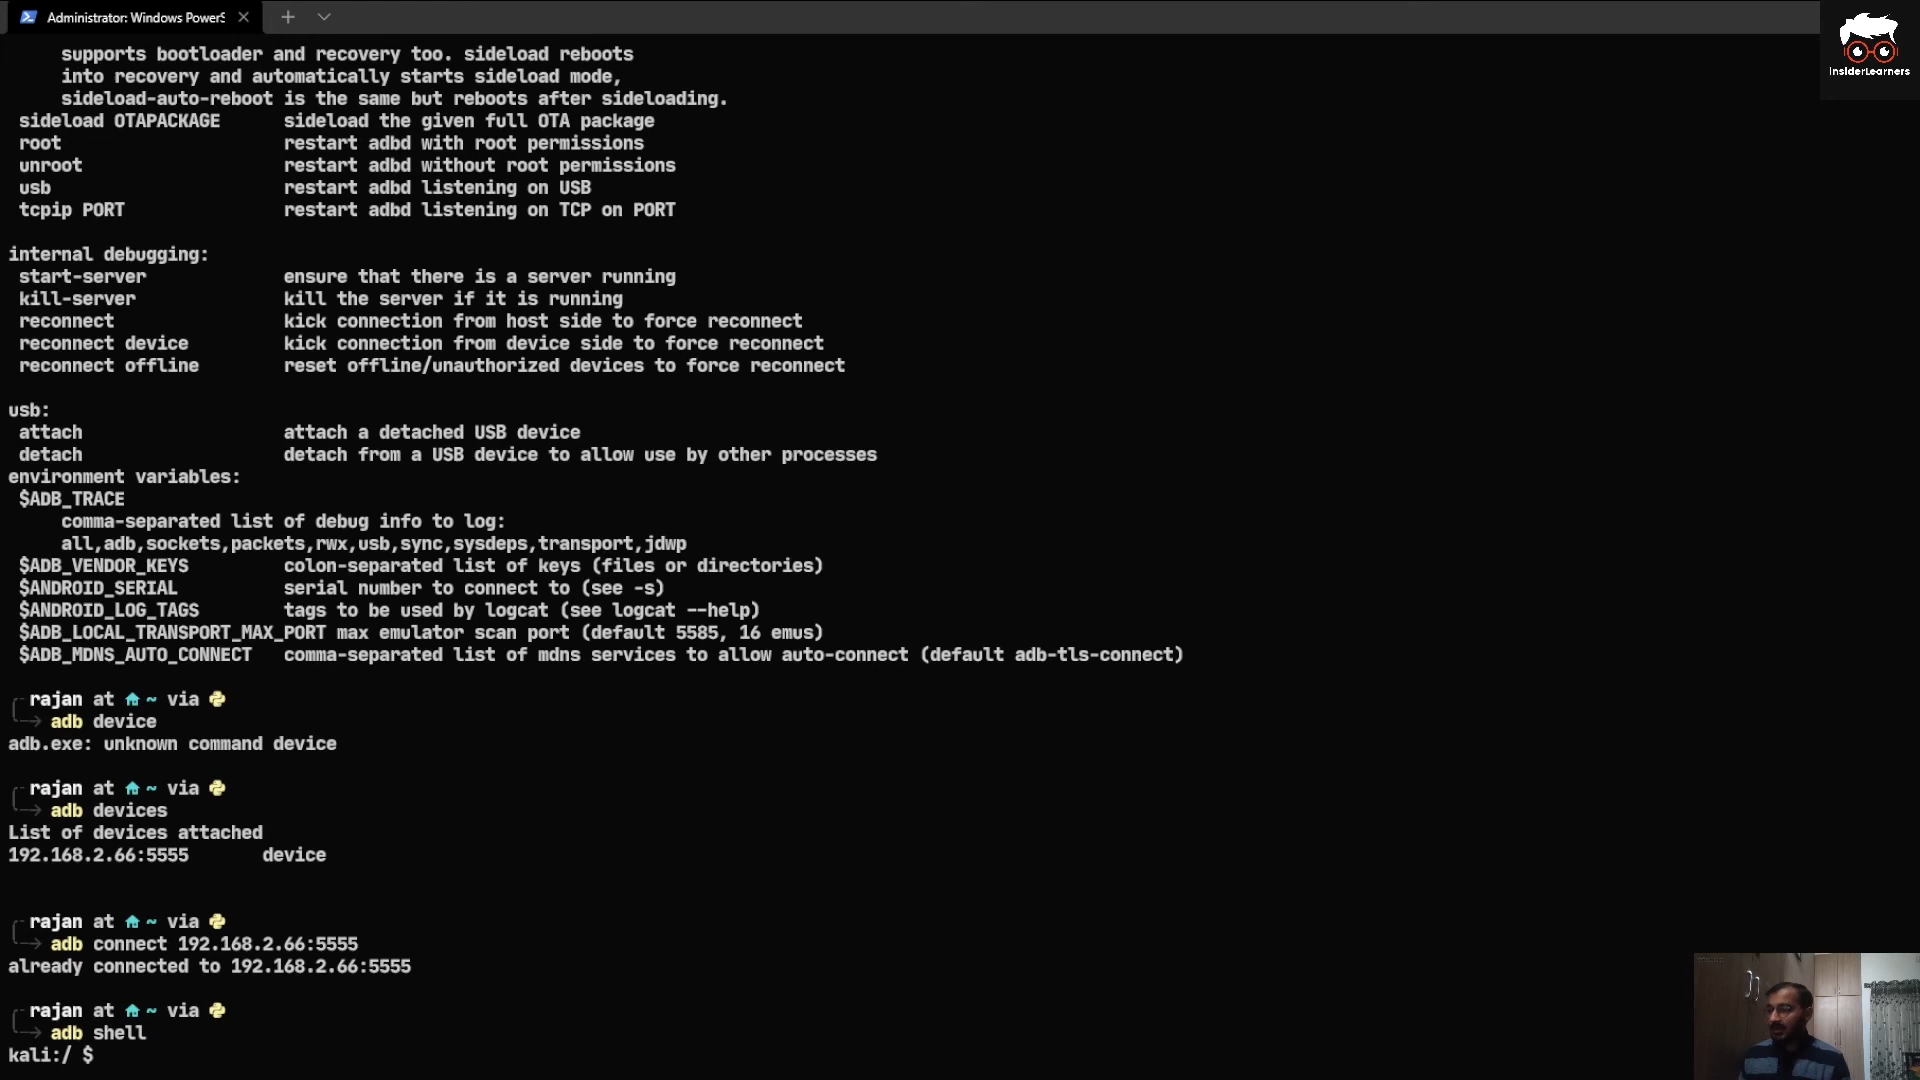 Administrator: Windows PowerS
InsiderLearners
supports bootloader and recovery too. sideload reboots
into recovery and automatically starts sideload mode,
sideload-auto-reboot is the same but reboots after sideloading.
sideload OTAPACKAGE sideload the given full OTA package
root restart adbd with root permissions
unroot restart adbd without root permissions
usb restart adbd listening on USB
tcpip PORT restart adbd listening on TCP on PORT
internal debugging:
start-server ensure that there is a server running
kill-server kill the server if it is running
reconnect kick connection from host side to force reconnect
reconnect device kick connection from device side to force reconnect
reconnect offline reset offline/unauthorized devices to force reconnect
usb:
attach attach a detached USB device
detach detach from a USB device to allow use by other processes
environment variables:
$ADB_TRACE
comma-separated list of debug info to log:
all,adb,sockets,packets,rwx,usb,sync,sysdeps,transport,jdwp
$ADB_VENDOR_KEYS colon-separated list of keys (files or directories)
$ANDROID_SERIAL serial number to connect to (see -s)
$ANDROID_LOG_TAGS tags to be used by logcat (see logcat --help)
$ADB_LOCAL_TRANSPORT_MAX_PORT max emulator scan port (default 5585, 16 emus)
$ADB_MDNS_AUTO_CONNECT comma-separated list of mdns services to allow auto-connect (default adb-tls-connect)
rajan at ~ via
adb device
adb.exe: unknown command device
rajan at ~ via
adb devices
List of devices attached
192.168.2.66:5555 device
rajan at ~ via
adb connect 192.168.2.66:5555
already connected to 192.168.2.66:5555
rajan at ~ via
adb shell
kali:/ $